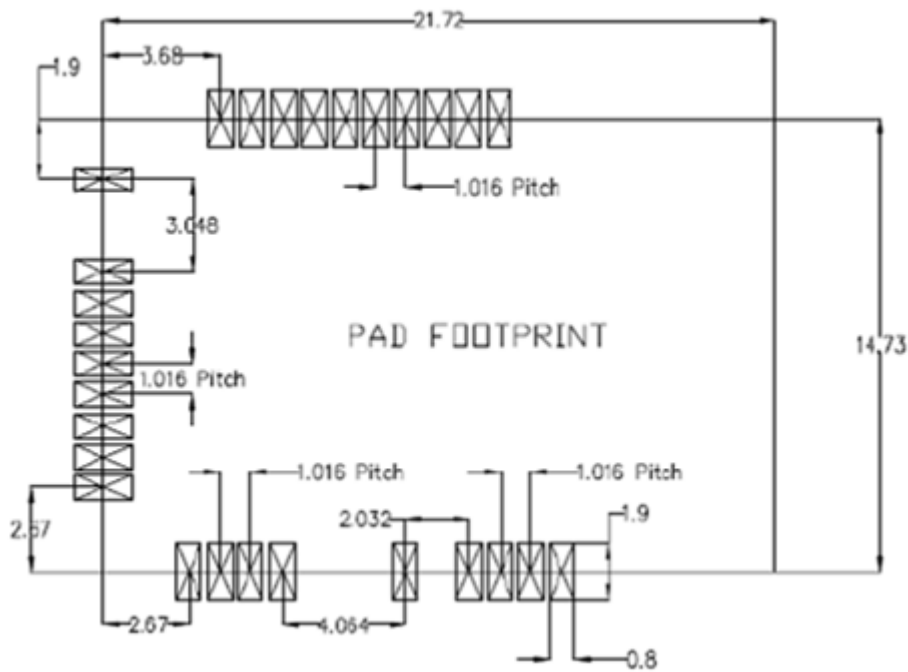 21.72
3.68
1.9
1.016 Pitch
3.048
PAD FOOTPRINT
14.73
1.016 Pitch
1.016 Pitch
1.016 Pitch
2.032
1.9
2.67
2.67
4.064
0.8